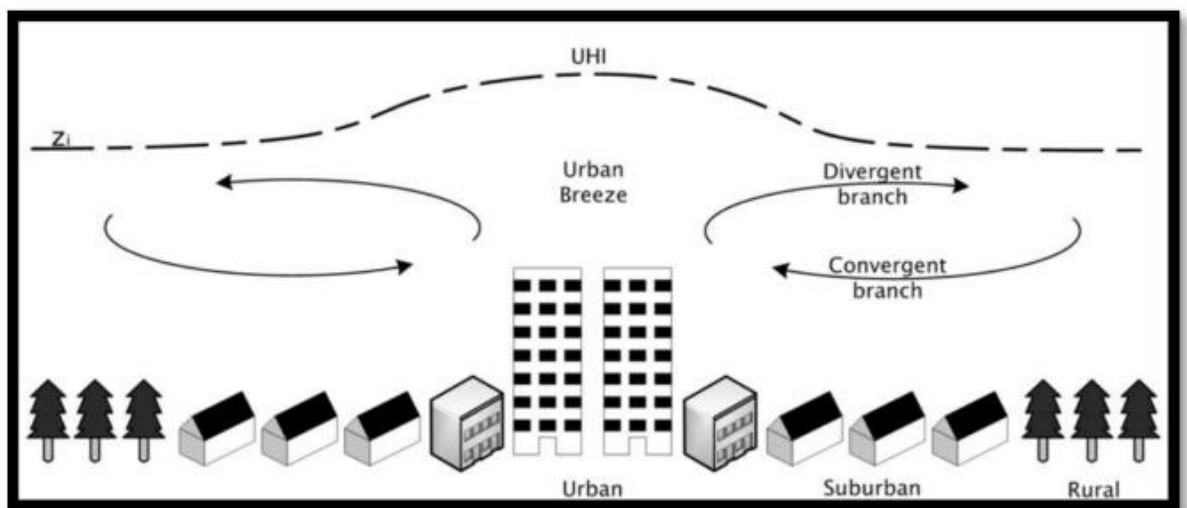 UHI
Zi
Urban
Breeze
Divergent
branch
Convergent
branch
Urban
Suburban
Rural